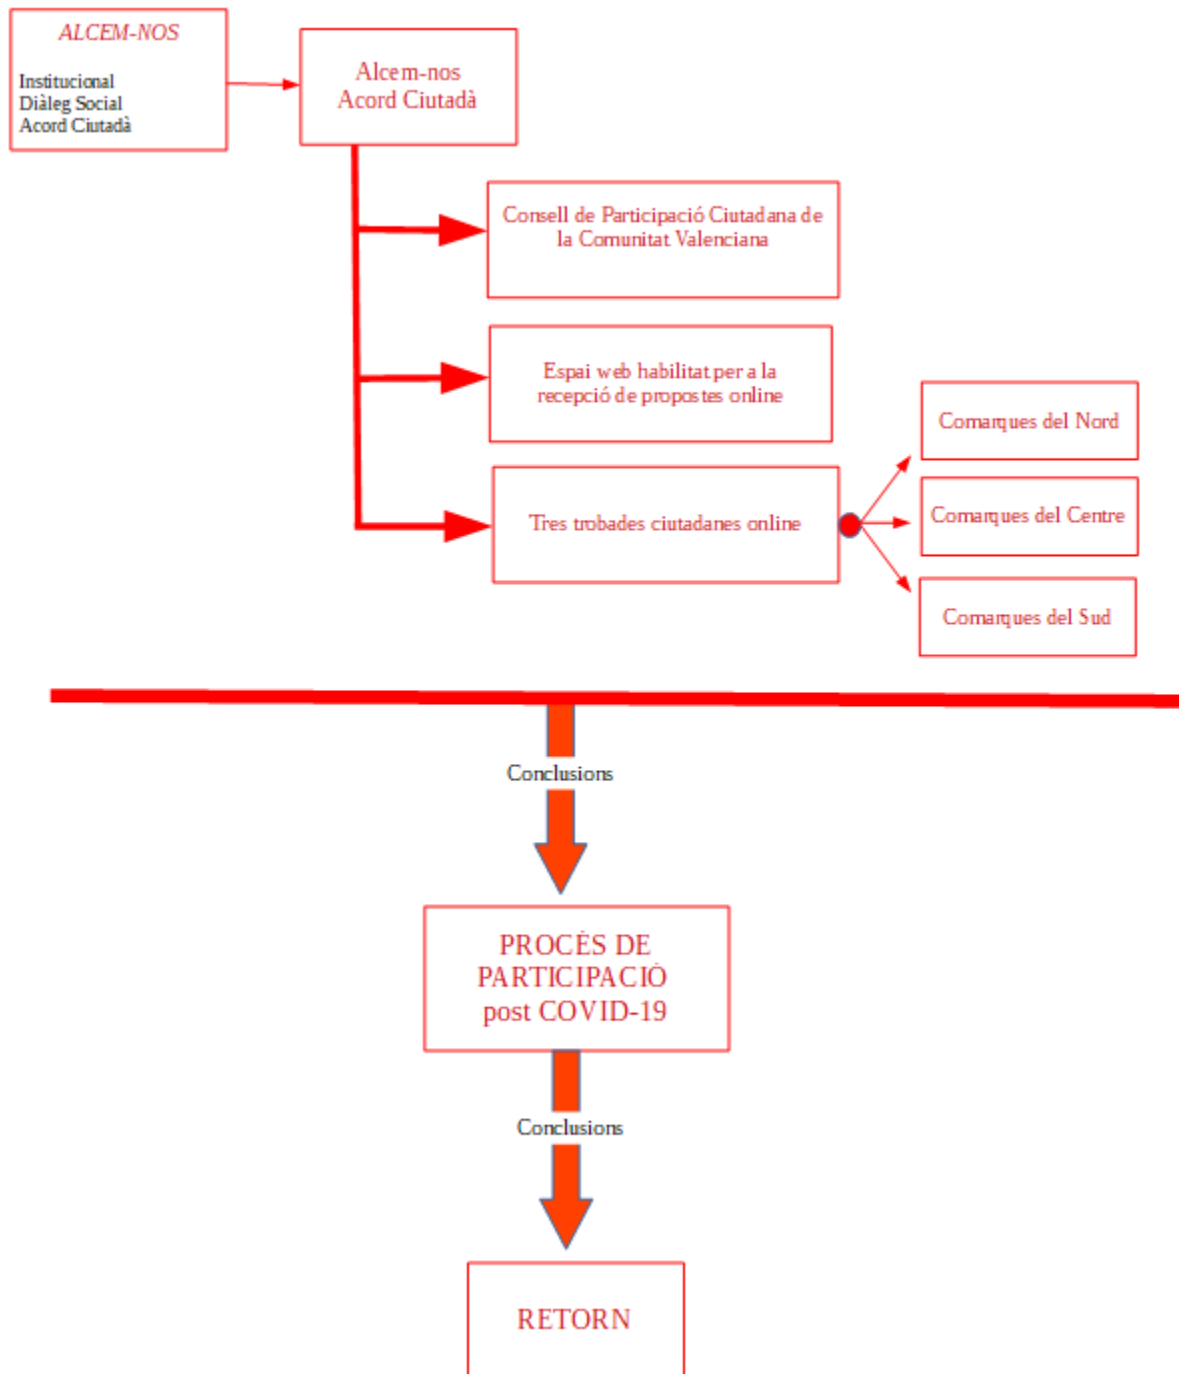 ALCEM-NOS
Institucional
Diàleg Social
Acord Ciutadà
Alcem-nos
Acord Ciutadà
Consell de Participació Ciutadana de
la Comunitat Valenciana
Espai web habilitat per a la
recepció de propostes online
Tres trobades ciutadanes online
Comarques del Nord
Comarques del Centre
Comarques del Sud
Conclusions
PROCÉS DE
PARTICIPACIÓ
post COVID-19
Conclusions
RETORN